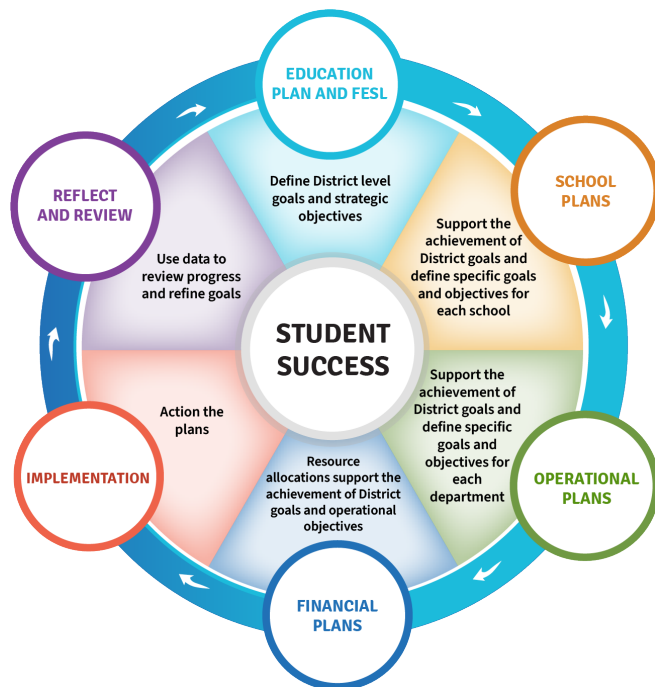 EDUCATION
PLAN AND FESL
Define District level
goals and strategic
objectives
SCHOOL
PLANS
Support the
achievement of
District goals and
define specific goals
and objectives for
each school
OPERATIONAL
PLANS
Support the
achievement of
District goals and
define specific
goals and
objectives for
each
department
FINANCIAL
PLANS
Resource
allocations support the
achievement of District
goals and operational
objectives
IMPLEMENTATION
Action the
plans
REFLECT
AND REVIEW
Use data to
review progress
and refine goals
STUDENT
SUCCESS